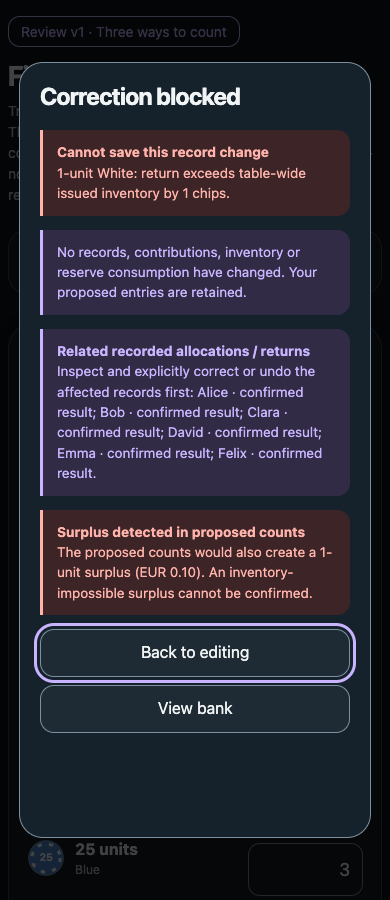 Review v1 · Three ways to count
Correction blocked
Cannot save this record change
1-unit White: return exceeds table-wide
issued inventory by 1 chips.
No records, contributions, inventory or
reserve consumption have changed. Your
proposed entries are retained.
Related recorded allocations / returns
Inspect and explicitly correct or undo the
affected records first: Alice · confirmed
result; Bob · confirmed result; Clara ·
confirmed result; David · confirmed result;
Emma · confirmed result; Felix · confirmed
result.
Surplus detected in proposed counts
The proposed counts would also create a 1-
unit surplus (EUR 0.10). An inventory-
impossible surplus cannot be confirmed.
Back to editing
View bank
25
25 units
Blue
3